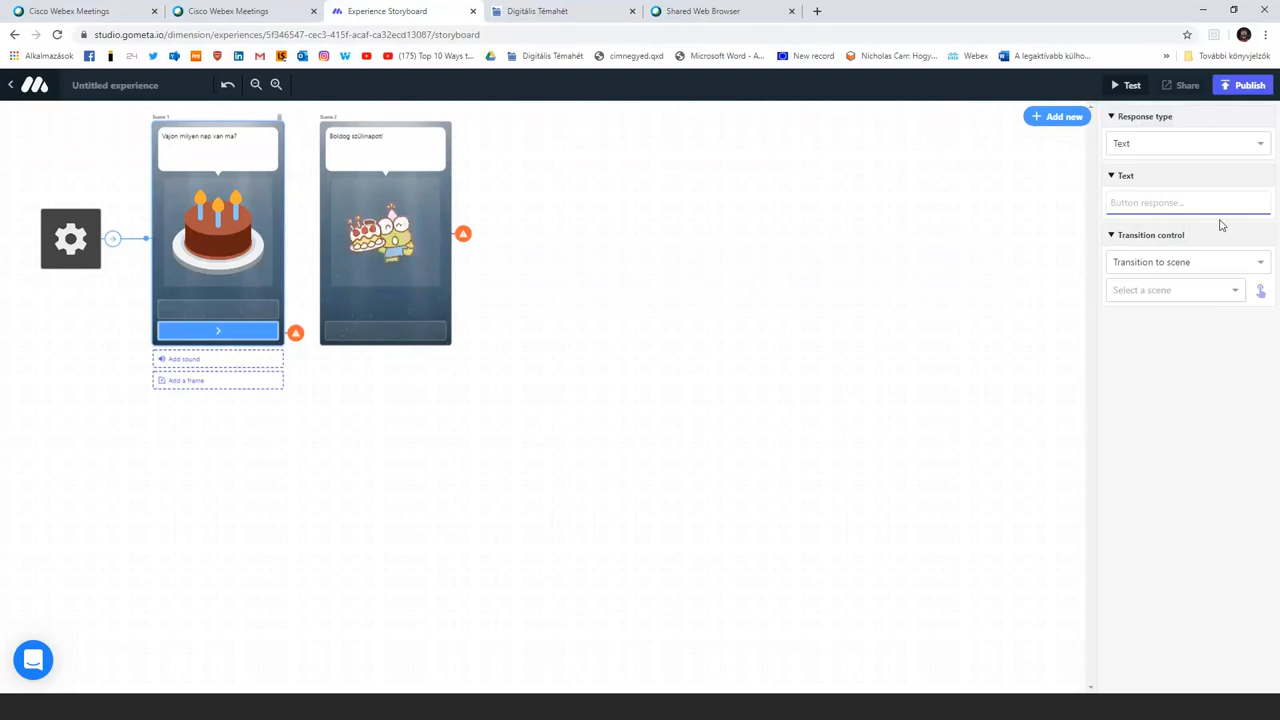 Cisco Webex Meetings
Cisco Webex Meetings
Experience Storyboard
Digitális Témahét
Shared Web Browser
studio.gometa.io/dimension/experiences/5f346547-cec3-415f-acaf-ca32ecd13087/storyboard
Alkalmazások
24
(175) Top 10 Ways t...
Digitális Témahét
cimnegyed.qxd
Microsoft Word - A...
New record
Nicholas Carr: Hogy...
Webex
A legaktívabb külho...
»
További könyvjelzők
Untitled experience
Test
Share
Publish
Scene 1
Scene 2
Add new
Vajon milyen nap van ma?
Boldog szülinapot!
Add sound
Add a frame
Response type
Text
Text
Button response...
Transition control
Transition to scene
Select a scene